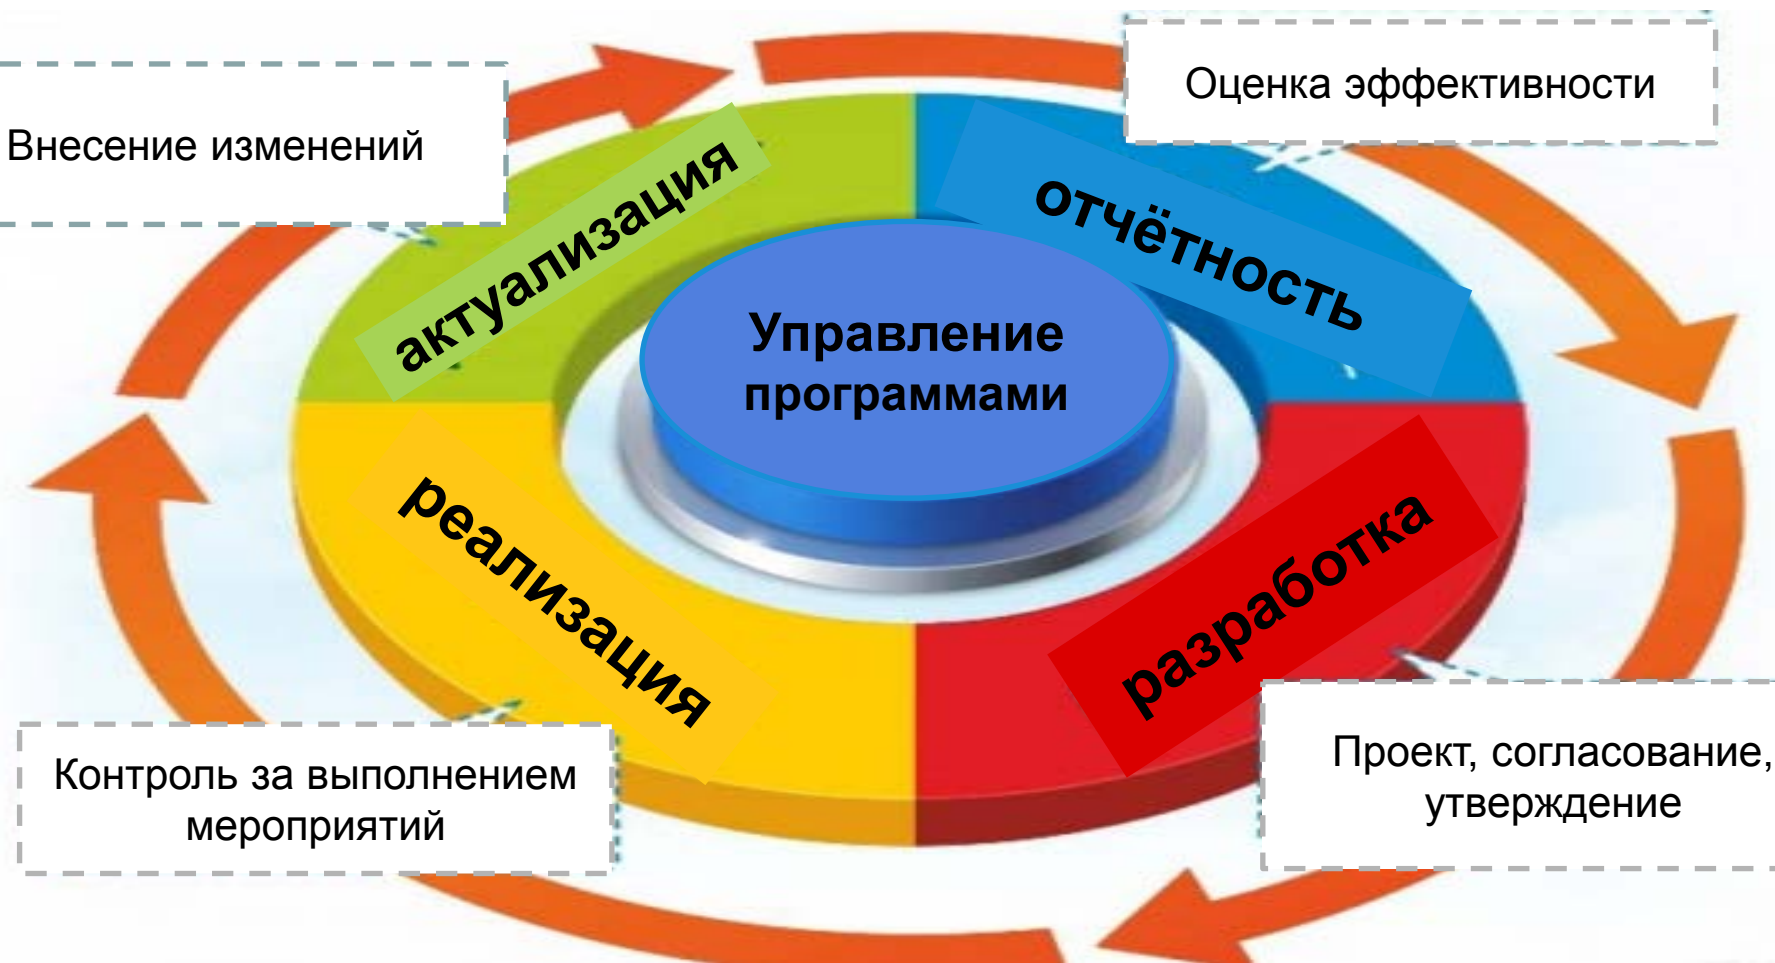 Оценка эффективности
Внесение изменений
актуализация
отчётность
Управление
программами
реализация
разработка
Контроль за выполнением
мероприятий
Проект, согласование,
утверждение